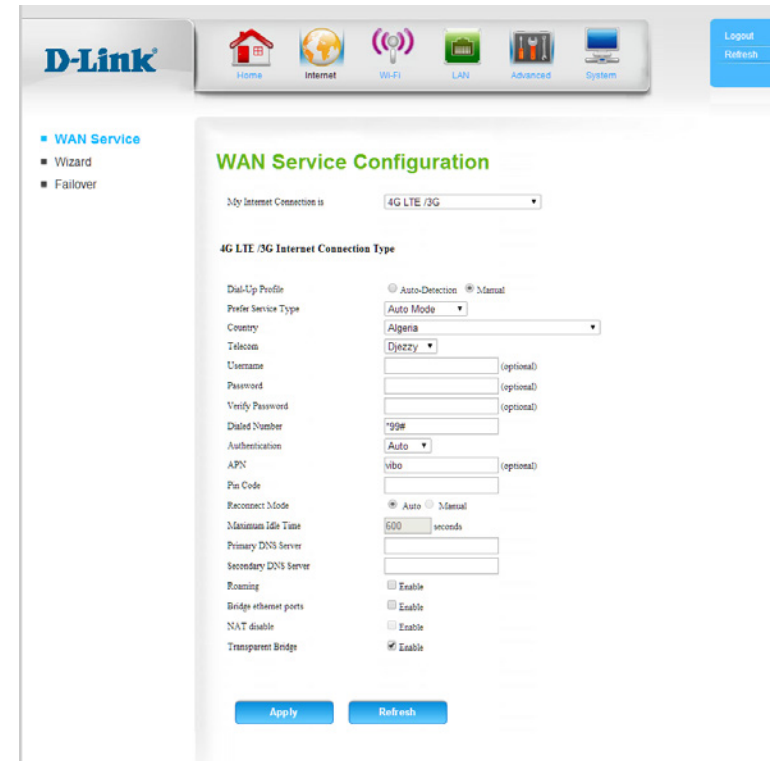 D-Link®
Home Internet Wi-Fi LAN Advanced System
Logout
Refresh
WAN Service
Wizard
Failover
WAN Service Configuration
My Internet Connection is 4G LTE /3G
4G LTE /3G Internet Connection Type
Dial-Up Profile Auto-Detection Manual
Prefer Service Type Auto Mode
Country Algeria
Telecom Djezzy
Username (optional)
Password (optional)
Verify Password (optional)
Dialed Number *99#
Authentication Auto
APN vibo (optional)
Pin Code
Reconnect Mode Auto Manual
Maximum Idle Time 600 seconds
Primary DNS Server
Secondary DNS Server
Roaming Enable
Bridge ethernet ports Enable
NAT disable Enable
Transparent Bridge Enable
Apply Refresh